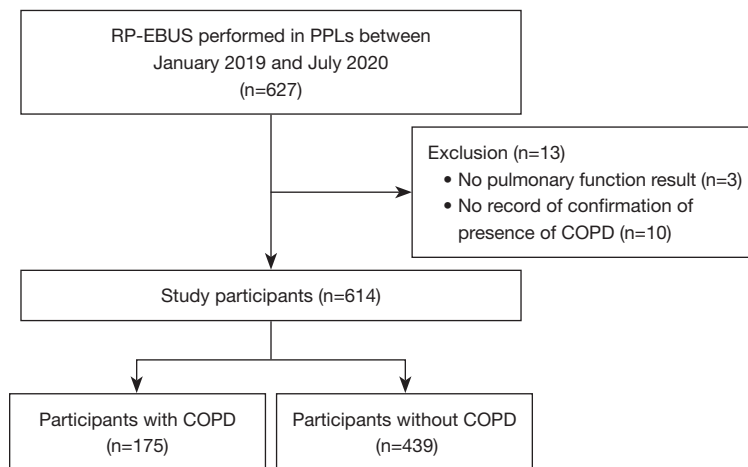 RP-EBUS performed in PPLs between
January 2019 and July 2020
(n=627)
Exclusion (n=13)
• No pulmonary function result (n=3)
• No record of confirmation of
presence of COPD (n=10)
Study participants (n=614)
Participants with COPD
(n=175)
Participants without COPD
(n=439)